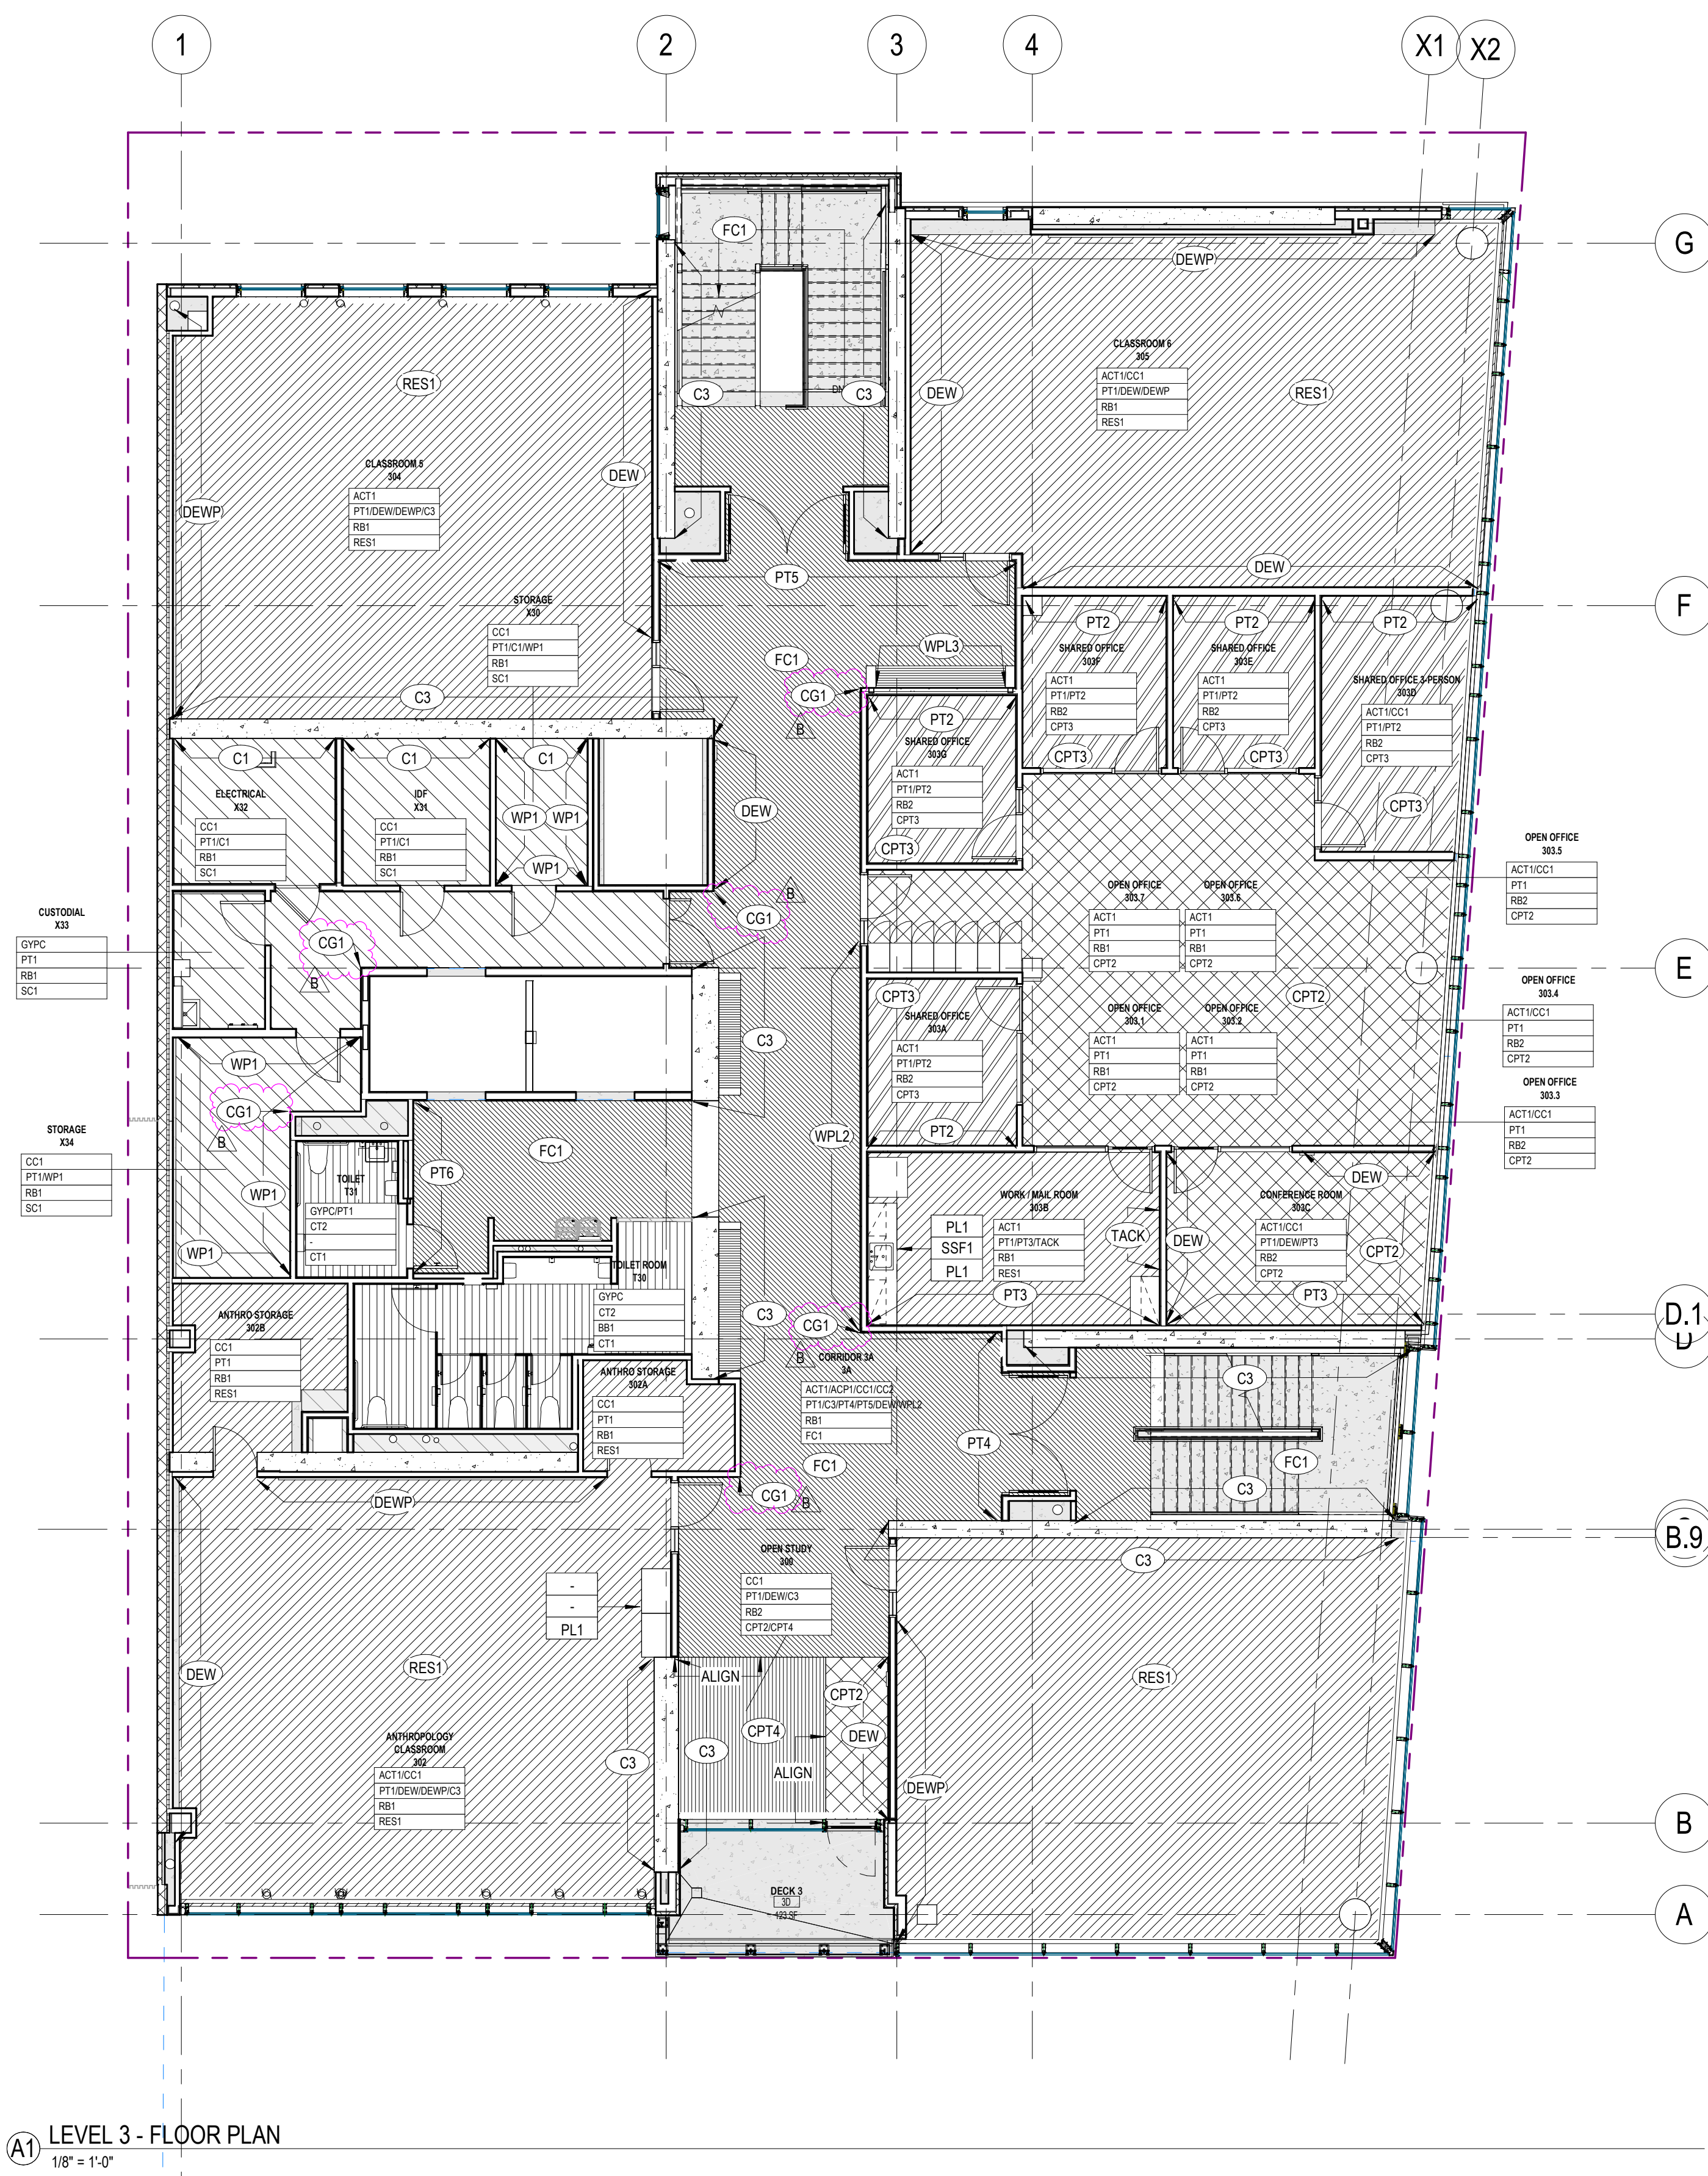 1
2
3
4
X1
X2
G
FC1
DEWP
CLASSROOM 6
305
ACT1/CC1
PT1/DEW/DEWP
RB1
RES1
RES1
RES1
C3
C3
DN
DEW
CLASSROOM 5
304
ACT1
PT1/DEW/DEWP/C3
RB1
RES1
DEW
DEWP
PT5
DEW
F
STORAGE
X30
CC1
PT1/C1/WP1
RB1
SC1
PT2
PT2
PT2
WPL3
FC1
SHARED OFFICE
303F
ACT1
PT1/PT2
RB2
CPT3
SHARED OFFICE
303E
ACT1
PT1/PT2
RB2
CPT3
SHARED OFFICE 3-PERSON
303D
ACT1/CC1
PT1/PT2
RB2
CPT3
C3
CG1
B
PT2
SHARED OFFICE
303G
ACT1
PT1/PT2
RB2
CPT3
CPT3
CPT3
CPT3
CPT3
C1
C1
C1
ELECTRICAL
X32
CC1
PT1/C1
RB1
SC1
IDF
X31
CC1
PT1/C1
RB1
SC1
WP1
WP1
WP1
DEW
OPEN OFFICE
303.5
ACT1/CC1
PT1
RB2
CPT2
B
CG1
OPEN OFFICE
303.7
ACT1
PT1
RB1
CPT2
OPEN OFFICE
303.6
ACT1
PT1
RB1
CPT2
CUSTODIAL
X33
GYPC
PT1
RB1
SC1
CG1
B
E
CPT3
CPT2
OPEN OFFICE
303.4
ACT1/CC1
PT1
RB2
CPT2
SHARED OFFICE
303A
ACT1
PT1/PT2
RB2
CPT3
OPEN OFFICE
303.1
ACT1
PT1
RB1
CPT2
OPEN OFFICE
303.2
ACT1
PT1
RB1
CPT2
C3
WP1
CG1
B
OPEN OFFICE
303.3
ACT1/CC1
PT1
RB2
CPT2
STORAGE
X34
CC1
PT1/WP1
RB1
SC1
FC1
WPL2
PT2
PT6
TOILET
T31
GYPC/PT1
CT2
-
CT1
WP1
WP1
DEW
WORK / MAIL ROOM
303B
ACT1
PT1/PT3/TACK
RB1
RES1
PL1
SSF1
PL1
TACK
DEW
CONFERENCE ROOM
303C
ACT1/CC1
PT1/DEW/PT3
RB2
CPT2
CPT2
TOILET ROOM
T30
GYPC
CT2
BB1
CT1
PT3
PT3
D.1
D
ANTHRO STORAGE
302B
CC1
PT1
RB1
RES1
C3
CG1
B
CORRIDOR 3A
3A
ACT1/ACP1/CC1/CC2
PT1/C3/PT4/PT5/DEW/WPL2
RB1
FC1
ANTHRO STORAGE
302A
CC1
PT1
RB1
RES1
C3
PT4
FC1
FC1
C3
DEWP
CG1
B
B.9
OPEN STUDY
300
CC1
PT1/DEW/C3
RB2
CPT2/CPT4
C3
-
-
PL1
DEW
RES1
ALIGN
RES1
CPT2
CPT4
DEW
ANTHROPOLOGY
CLASSROOM
302
ACT1/CC1
PT1/DEW/DEWP/C3
RB1
RES1
C3
C3
ALIGN
DEWP
B
DECK 3
3D
423 SF
A
A1
LEVEL 3 - FLOOR PLAN
1/8" = 1'-0"